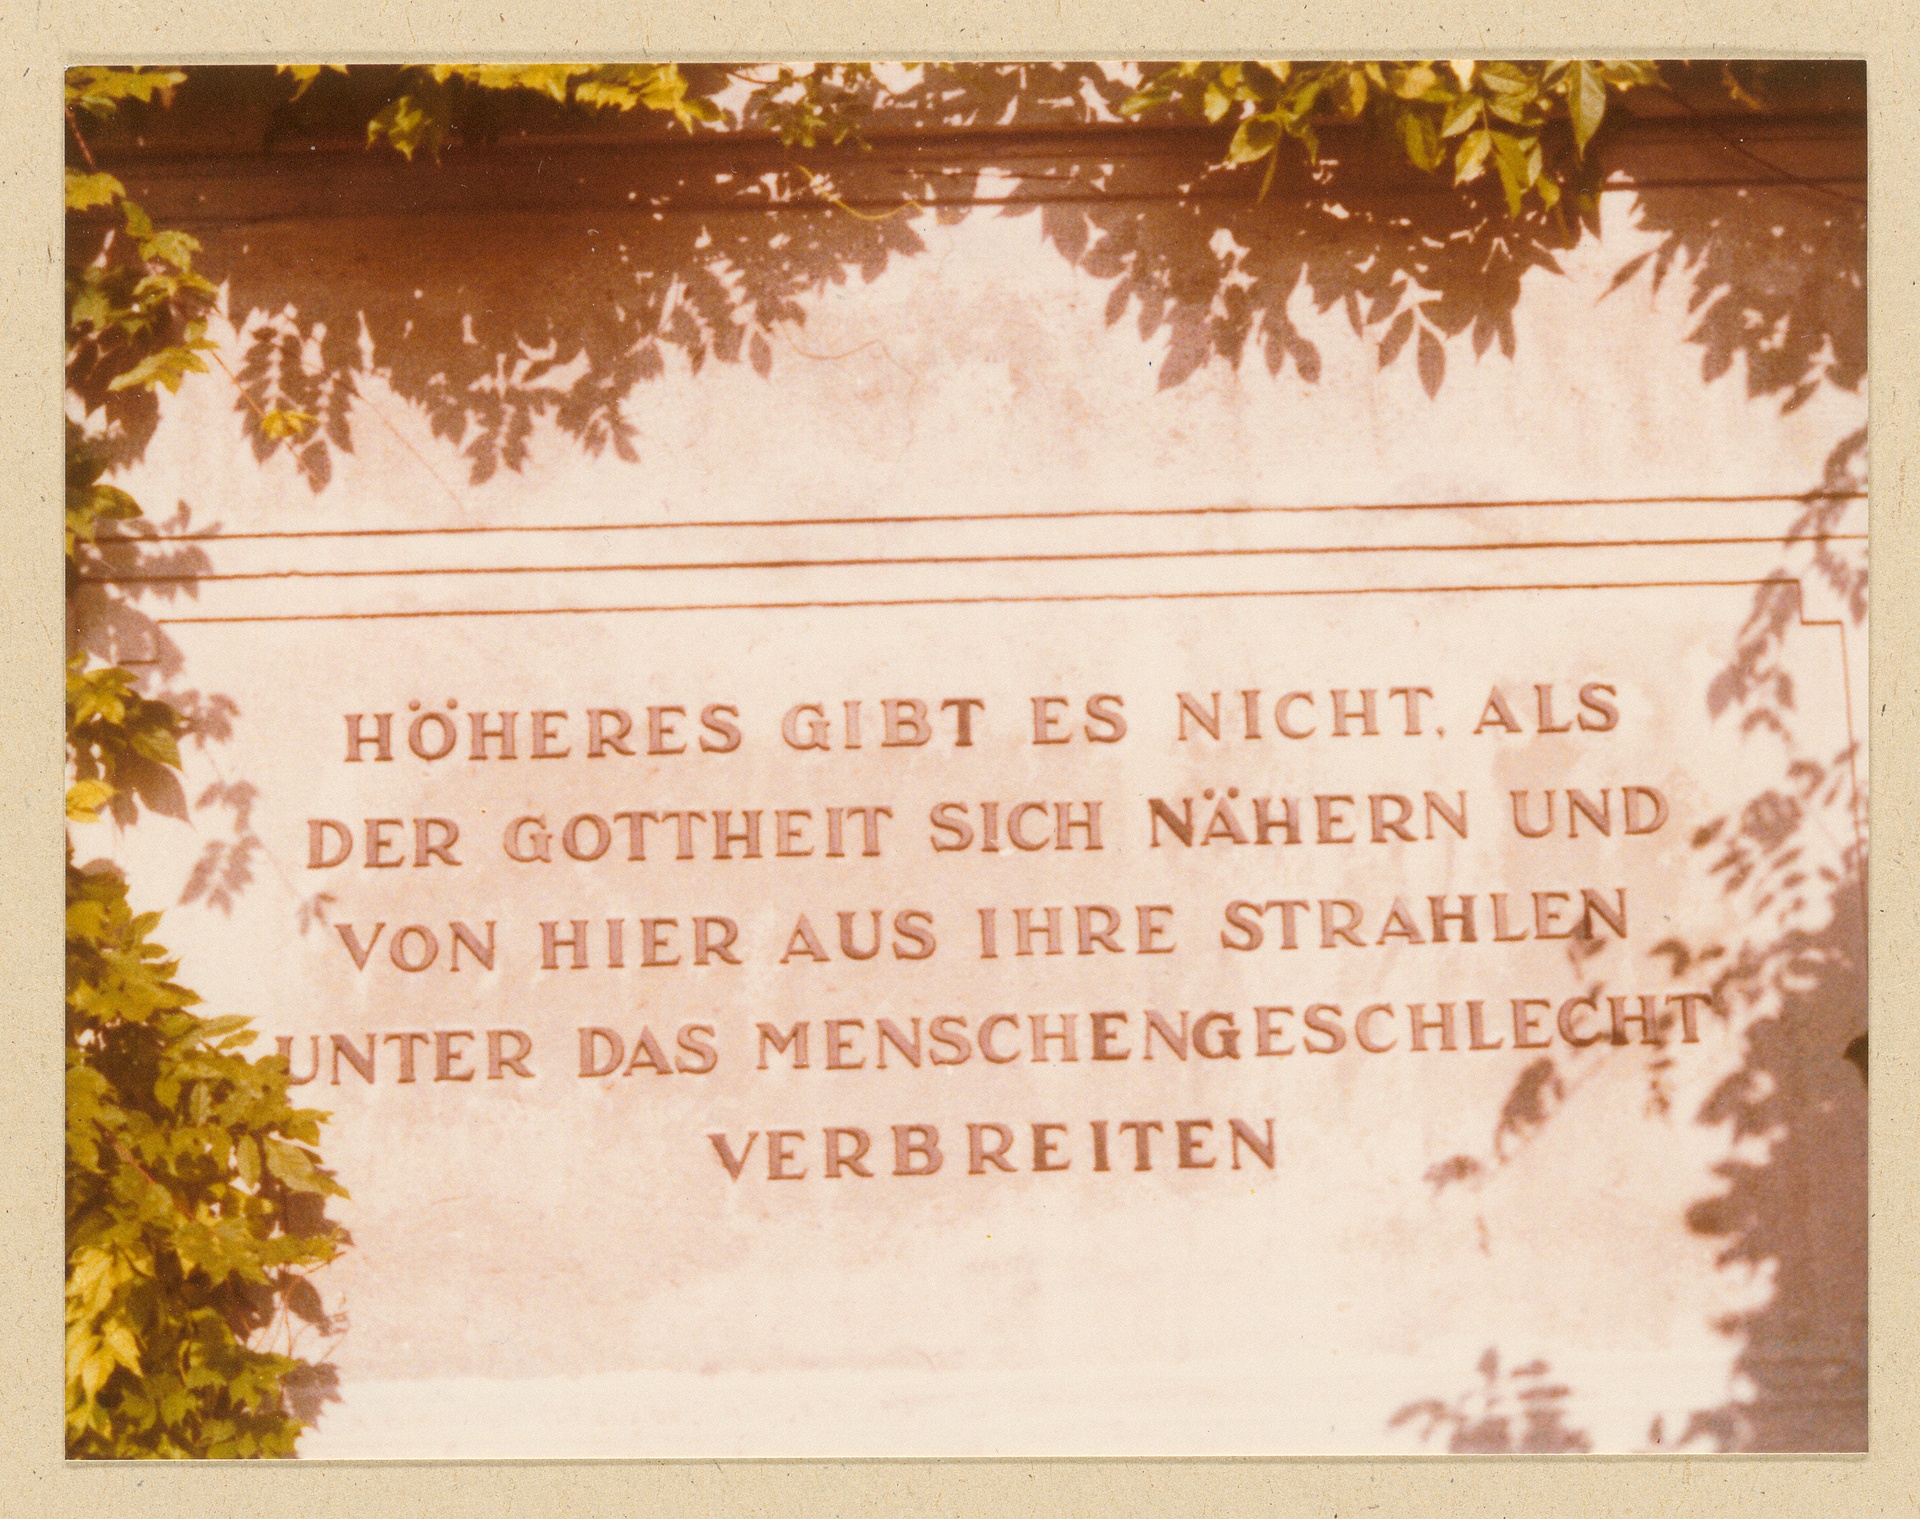 HÖHERES GIBT ES NICHT, ALS
DER GOTTHEIT SICH NÄHERN UND
VON HIER AUS IHRE STRAHLEN
UNTER DAS MENSCHENGESCHLECHT
VERBREITEN